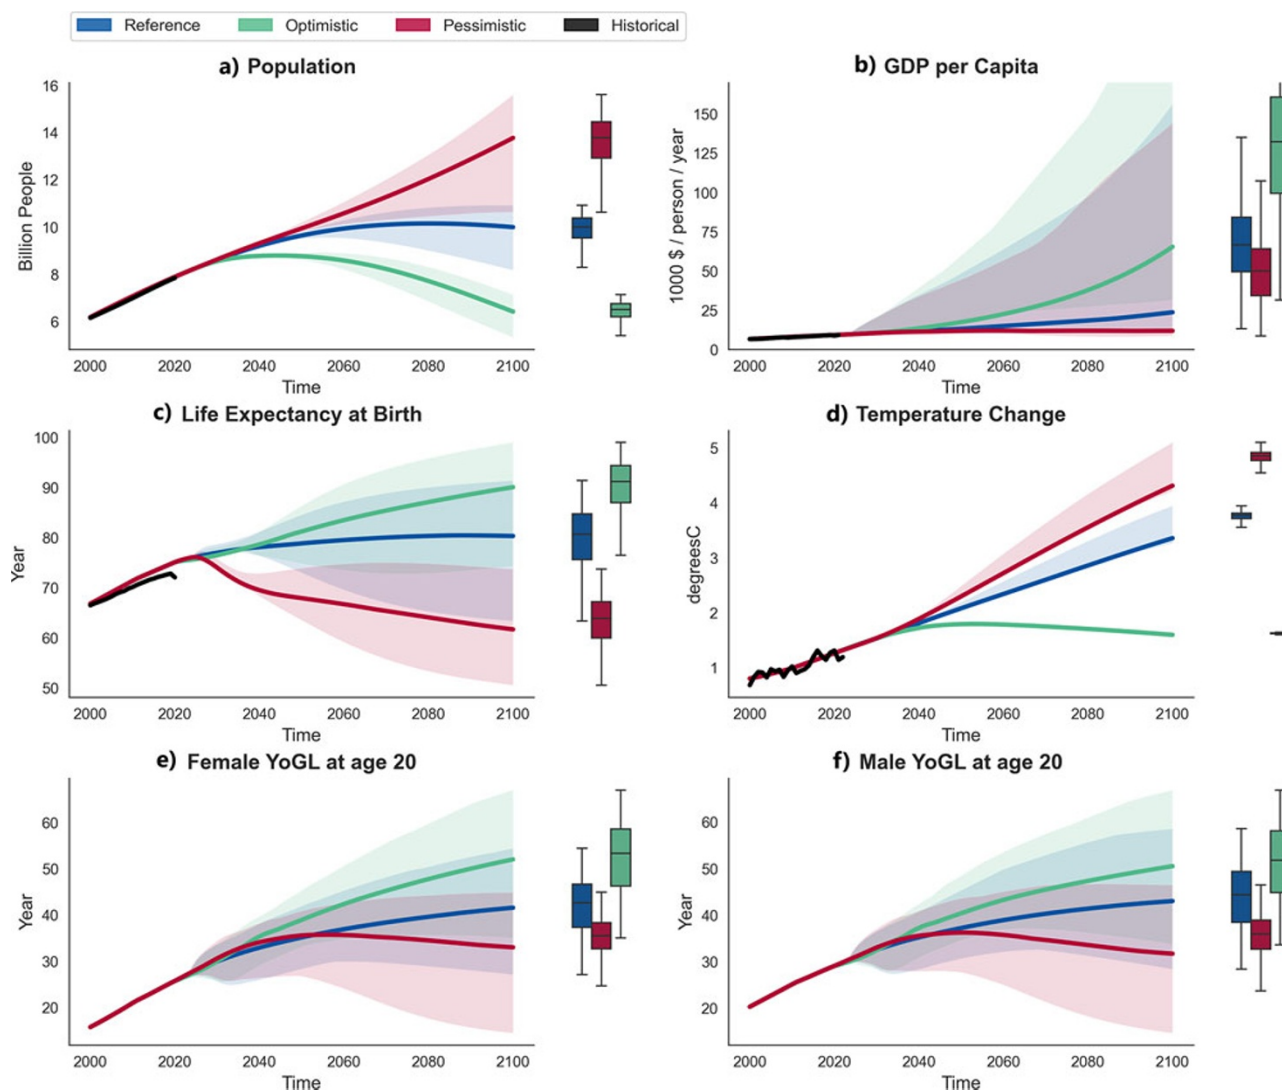 Reference Optimistic Pessimistic Historical
a) Population
Billion People
16
14
12
10
8
6
2000 2020 2040 2060 2080 2100
Time
b) GDP per Capita
1000 $ / person / year
150
125
100
75
50
25
0
2000 2020 2040 2060 2080 2100
Time
c) Life Expectancy at Birth
Year
100
90
80
70
60
50
2000 2020 2040 2060 2080 2100
Time
d) Temperature Change
degreesC
5
4
3
2
1
2000 2020 2040 2060 2080 2100
Time
e) Female YoGL at age 20
Year
60
50
40
30
20
2000 2020 2040 2060 2080 2100
Time
f) Male YoGL at age 20
Year
60
50
40
30
20
2000 2020 2040 2060 2080 2100
Time